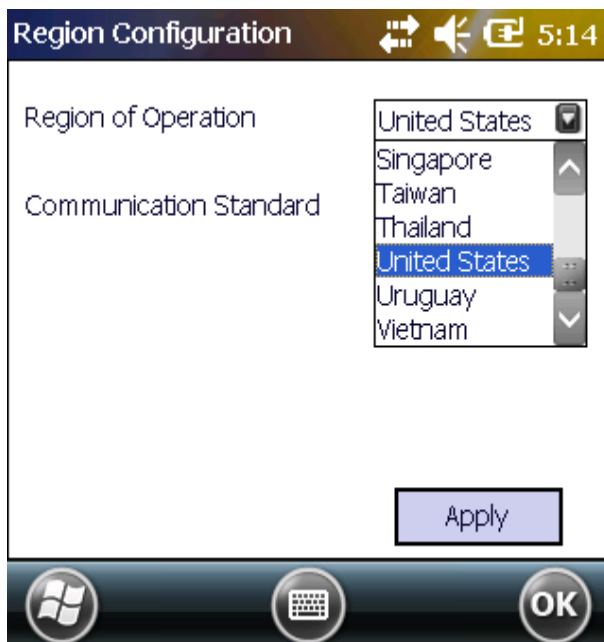 Region Configuration 5:14
Region of Operation United States
Singapore
Communication Standard Taiwan
Thailand
United States
Uruguay
Vietnam
Apply
OK